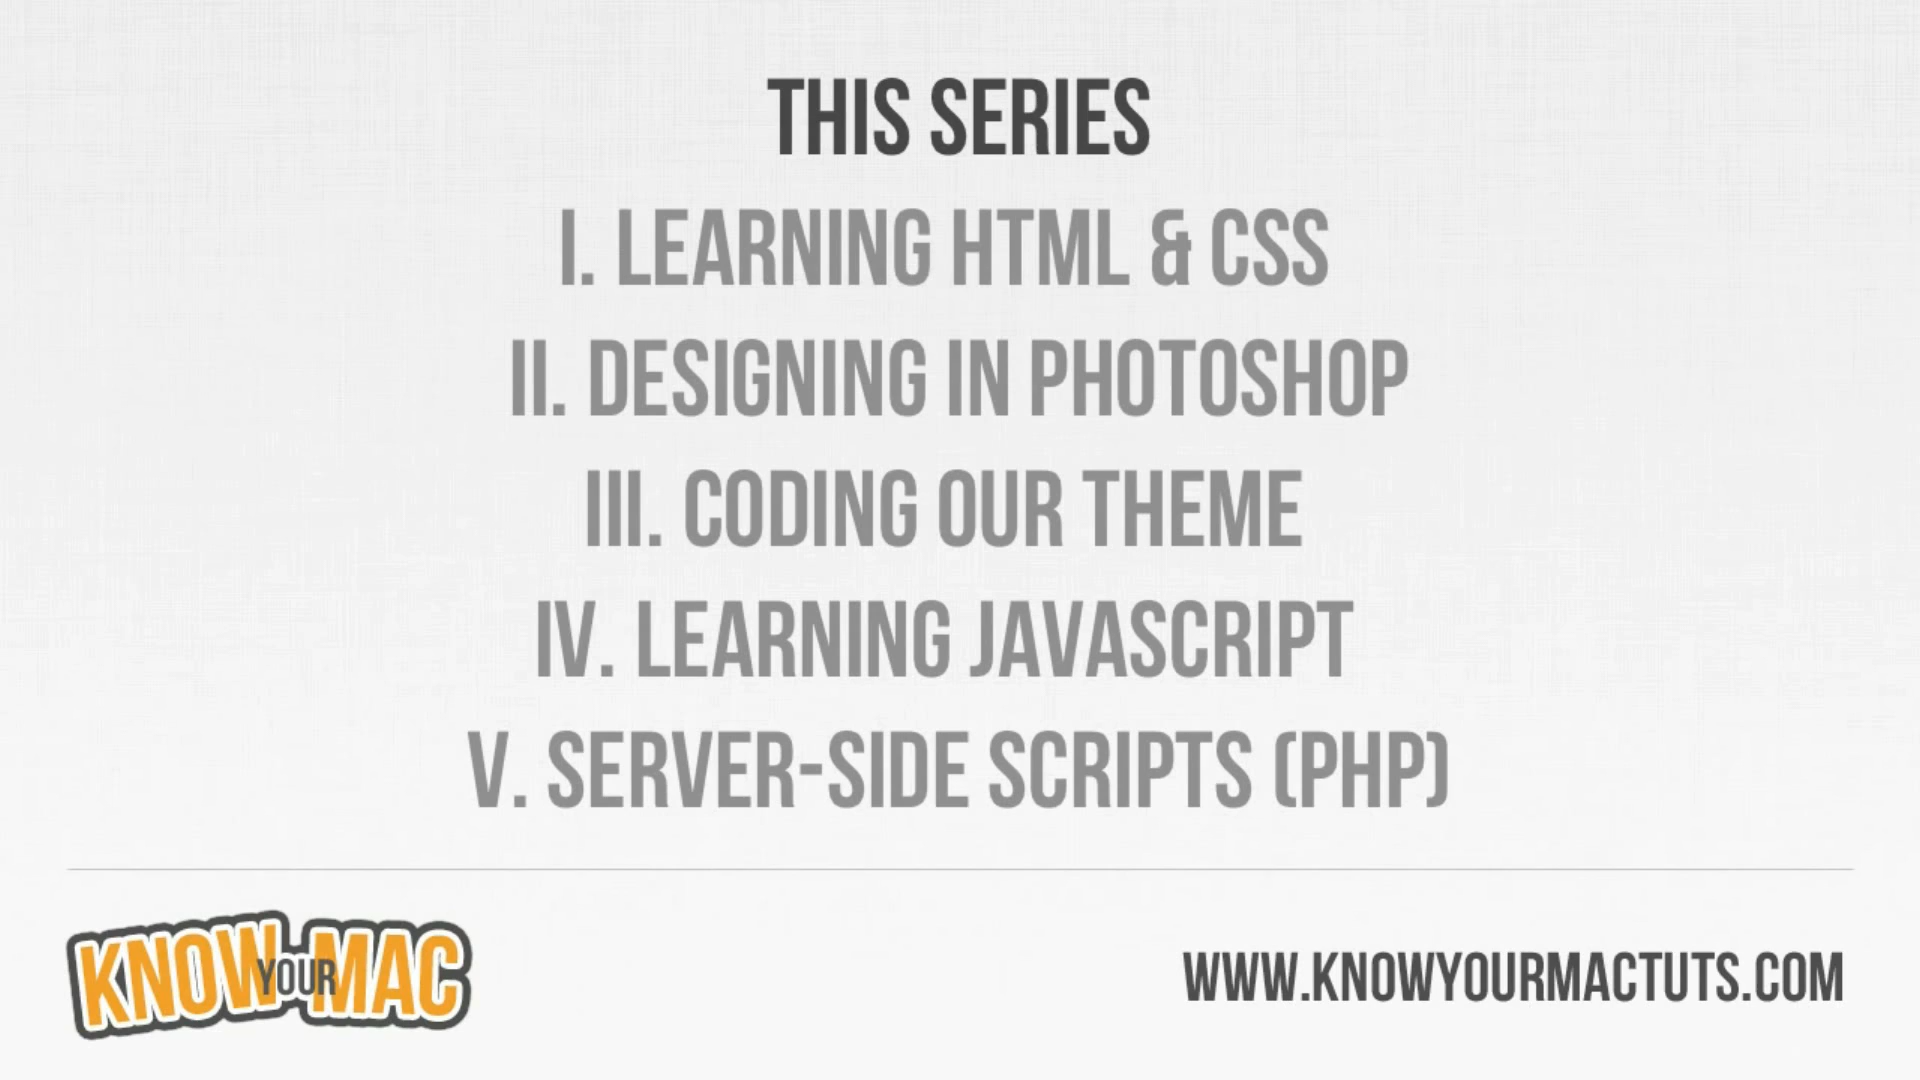 THIS SERIES
I. LEARNING HTML & CSS
II. DESIGNING IN PHOTOSHOP
III. CODING OUR THEME
IV. LEARNING JAVASCRIPT
V. SERVER-SIDE SCRIPTS (PHP)
KNOW YOUR MAC
WWW.KNOWYOURMACTUTS.COM